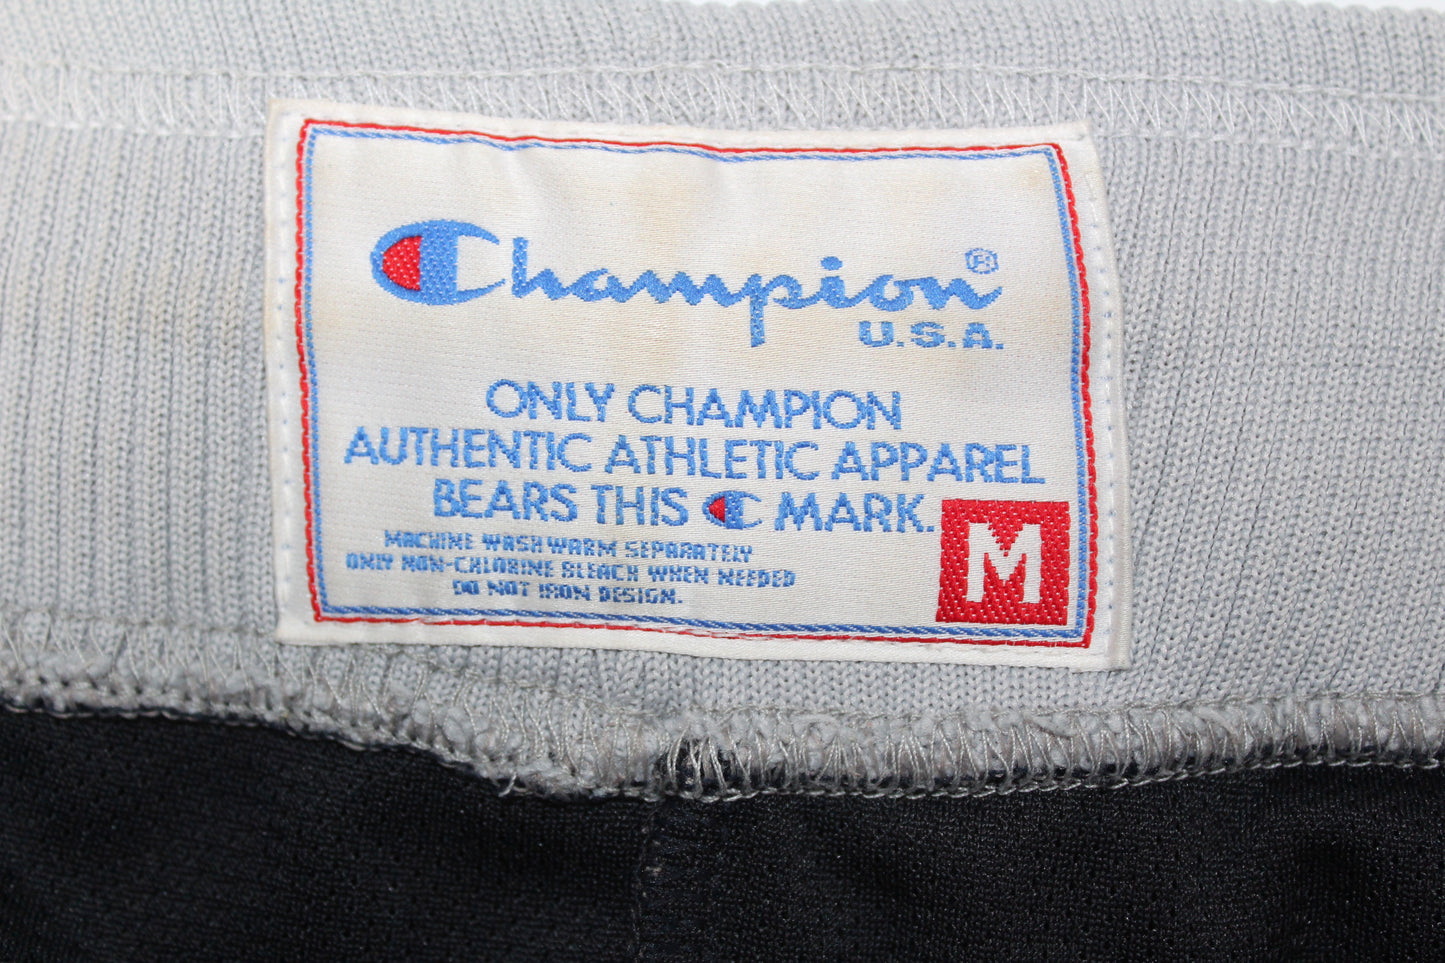 Champion®
U.S.A.
ONLY CHAMPION
AUTHENTIC ATHLETIC APPAREL
BEARS THIS C MARK.
MACHINE WASH WARM SEPARATELY
ONLY NON-CHLORINE BLEACH WHEN NEEDED
DO NOT IRON DESIGN.
M